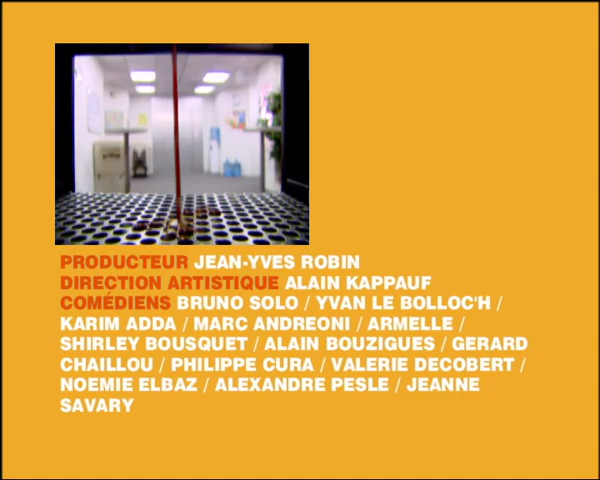 PRODUCTEUR JEAN-YVES ROBIN
DIRECTION ARTISTIQUE ALAIN KAPPAUF
COMÉDIENS BRUNO SOLO / YVAN LE BOLLOC'H /
KARIM ADDA / MARC ANDREONI / ARMELLE /
SHIRLEY BOUSQUET / ALAIN BOUZIGUES / GERARD
CHAILLOU / PHILIPPE CURA / VALERIE DECOBERT /
NOEMIE ELBAZ / ALEXANDRE PESLE / JEANNE
SAVARY